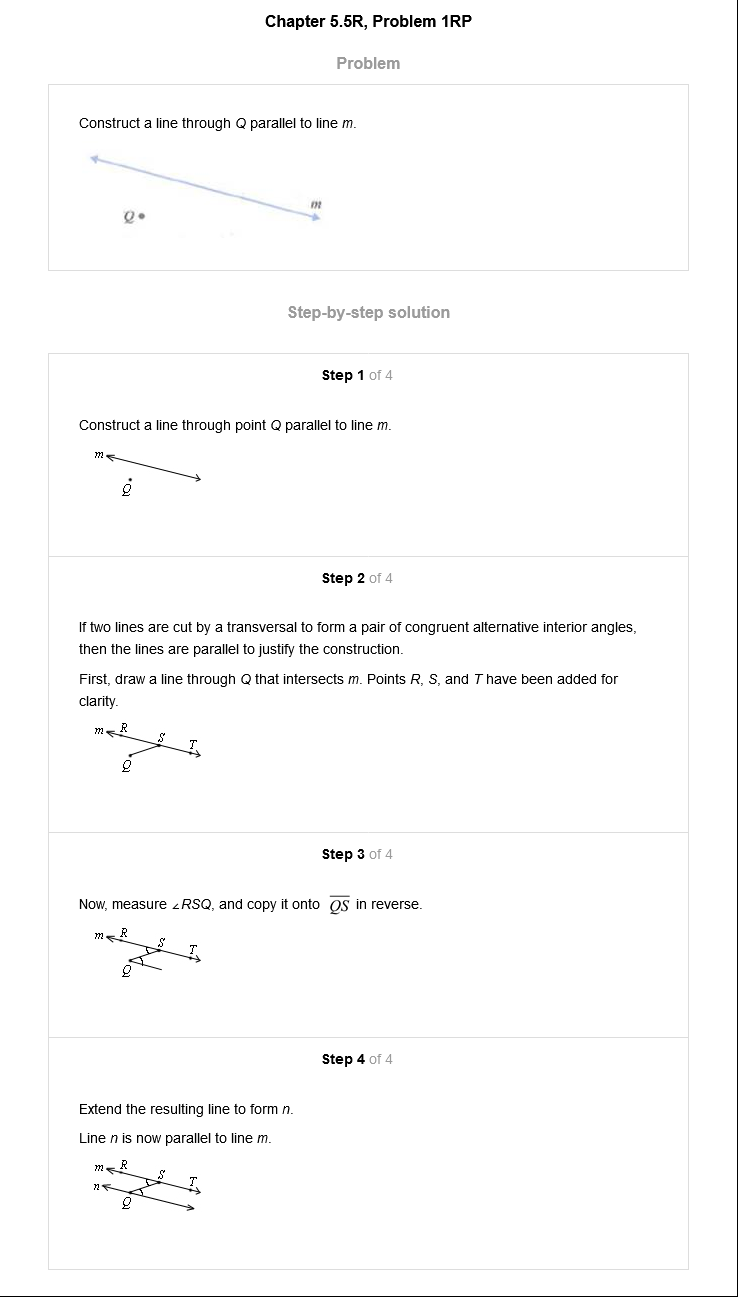 Chapter 5.5R, Problem 1RP
Problem
Construct a line through Q parallel to line m.
m
Q
Step-by-step solution
Step 1 of 4
Construct a line through point Q parallel to line m.
m
Q
Step 2 of 4
If two lines are cut by a transversal to form a pair of congruent alternative interior angles,
then the lines are parallel to justify the construction.
First, draw a line through Q that intersects m. Points R, S, and T have been added for
clarity.
m R
S
T
Q
Step 3 of 4
Now, measure ∠RSQ, and copy it onto Q̅S̅ in reverse.
m R
S
T
Q
Step 4 of 4
Extend the resulting line to form n.
Line n is now parallel to line m.
m R
S
T
n
Q